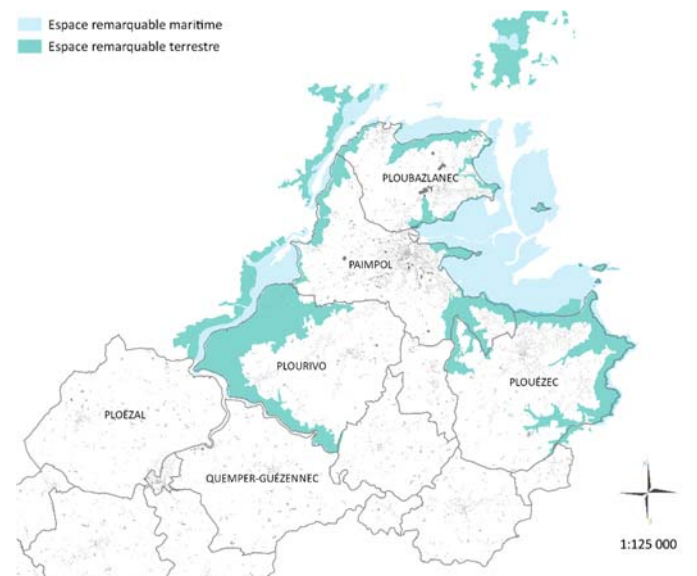 Espace remarquable maritime
Espace remarquable terrestre
PLOUBAZLANEC
PAIMPOL
PLOURIVO
PLOUÉZEC
PLOËZAL
QUEMPER-GUÉZENNEC
1:125 000